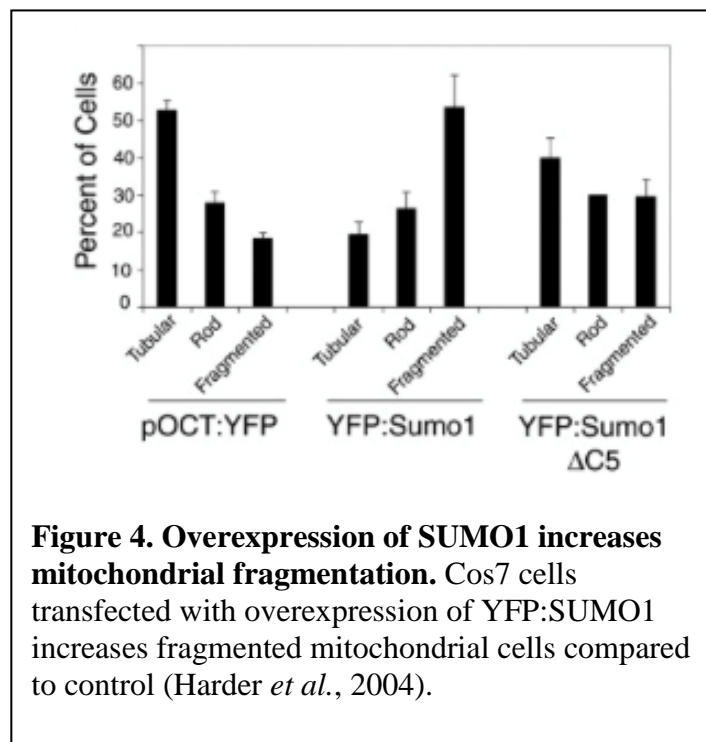 Percent of Cells
60
50
40
30
20
10
0
Tubular
Rod
Fragmented
Tubular
Rod
Fragmented
Tubular
Rod
Fragmented
pOCT:YFP
YFP:Sumo1
YFP:Sumo1
ΔC5
Figure 4. Overexpression of SUMO1 increases
mitochondrial fragmentation. Cos7 cells
transfected with overexpression of YFP:SUMO1
increases fragmented mitochondrial cells compared
to control (Harder et al., 2004).